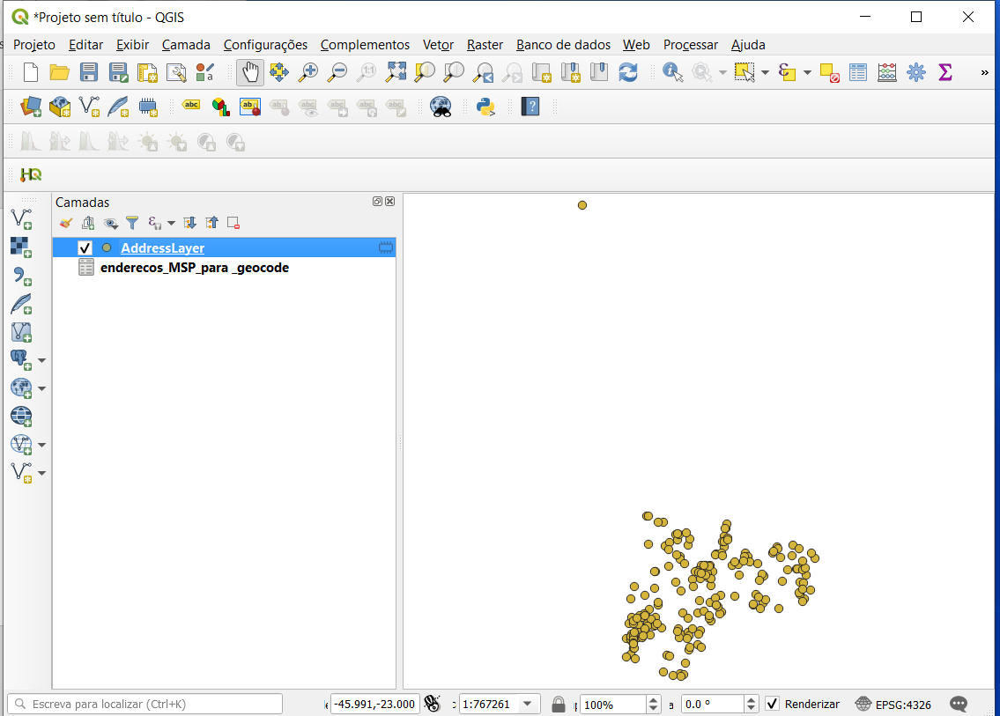 *Projeto sem título - QGIS
Projeto Editar Exibir Camada Configurações Complementos Vetor Raster Banco de dados Web Processar Ajuda
Camadas
AddressLayer
enderecos_MSP_para _geocode
Escreva para localizar (Ctrl+K)
-45.991,-23.000
1:767261
100%
a
0.0 °
Renderizar
EPSG:4326